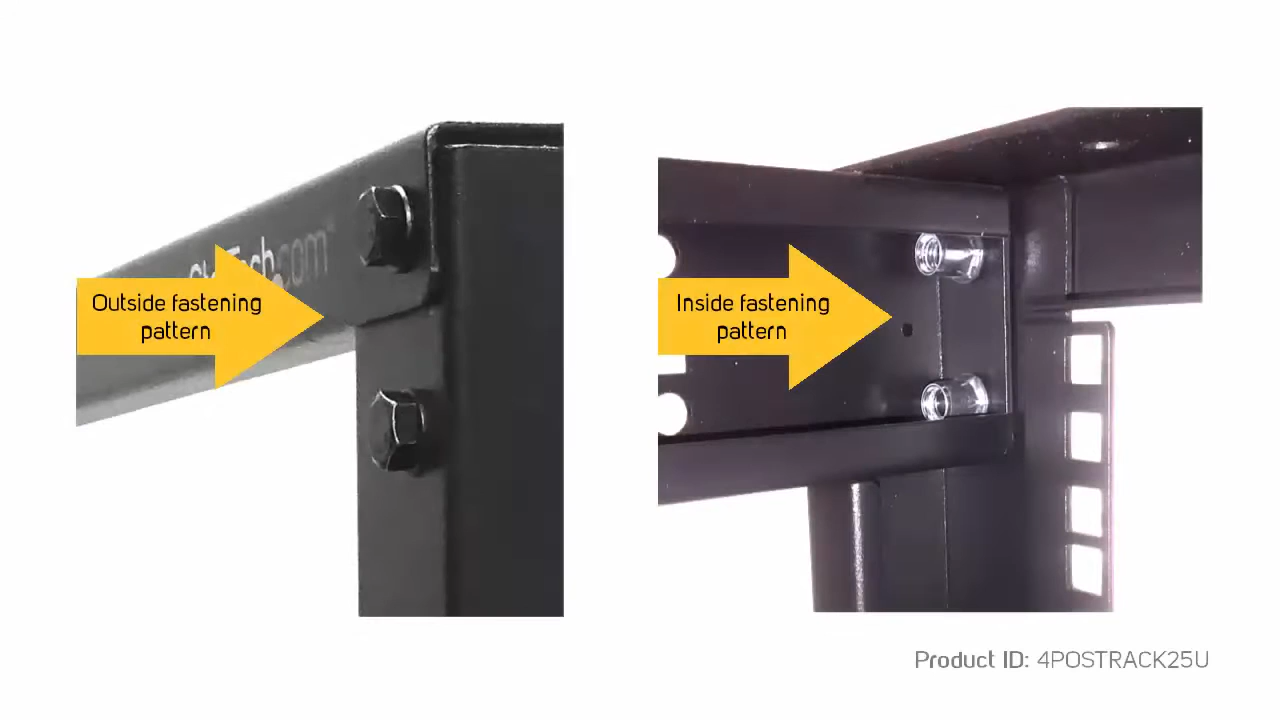 Outside fastening
pattern
Inside fastening
pattern
Product ID: 4POSTRACK25U